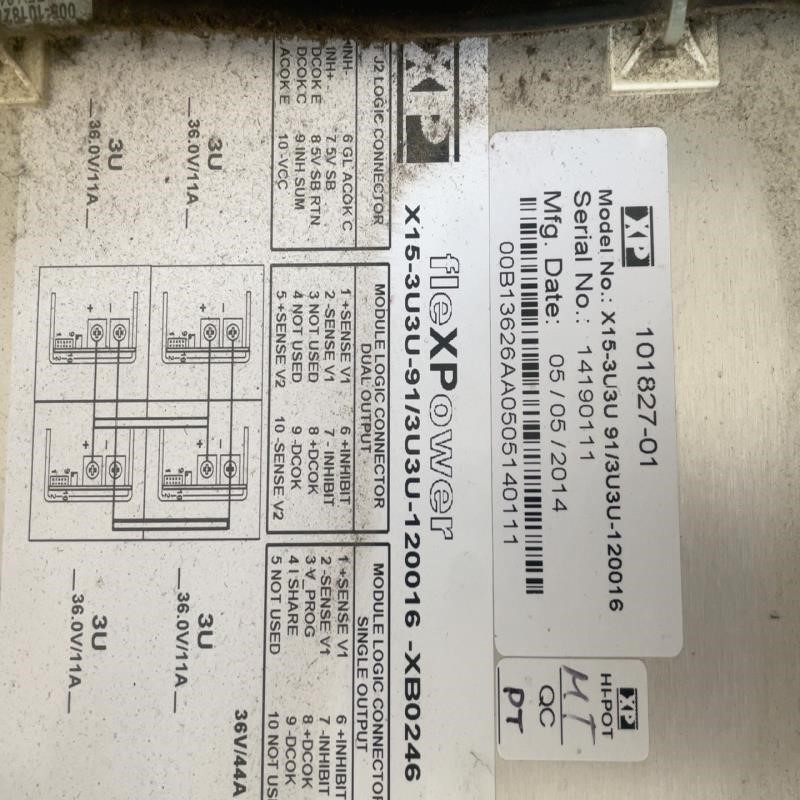 XP
101827-01
Model No.: X15-3U3U 91/3U3U-120016
Serial No.: 14190111
Mfg. Date: 05/05/2014
00B13626AA0505140111
XP
HI-POT
MT
QC
PT
XP
fleXPower
X15-3U3U-91/3U3U-120016 -XB0246
J2 LOGIC CONNECTOR
INH- 6 GL ACOK C
INH+ 7 5V SB
DCOK E 8 5V SB RTN
DCOK C 9 INH.SUM
ACOK E 10 -VCC
MODULE LOGIC CONNECTOR
DUAL OUTPUT
1 +SENSE V1 6 +INHIBIT
2 -SENSE V1 7 - INHIBIT
3 NOT USED 8 +DCOK
4 NOT USED 9 -DCOK
5 +SENSE V2 10 -SENSE V2
MODULE LOGIC CONNECTOR
SINGLE OUTPUT
1 +SENSE V1 6 +INHIBIT
2 -SENSE V1 7 -INHIBIT
3 V_PROG 8 +DCOK
4 I SHARE 9 -DCOK
5 NOT USED 10 NOT US
36V/44A
3U
36.0V/11A
3U
36.0V/11A
3U
36.0V/11A
3U
36.0V/11A